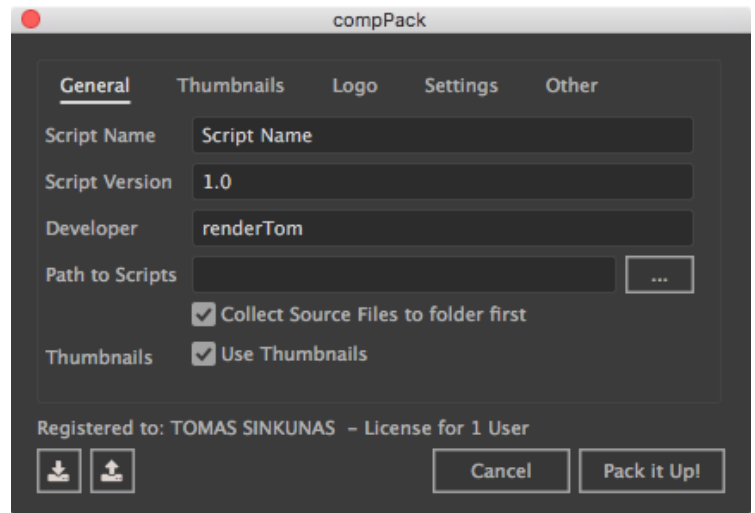 compPack
General Thumbnails Logo Settings Other
Script Name Script Name
Script Version 1.0
Developer renderTom
Path to Scripts ...
Collect Source Files to folder first
Thumbnails Use Thumbnails
Registered to: TOMAS SINKUNAS – License for 1 User
Cancel Pack it Up!